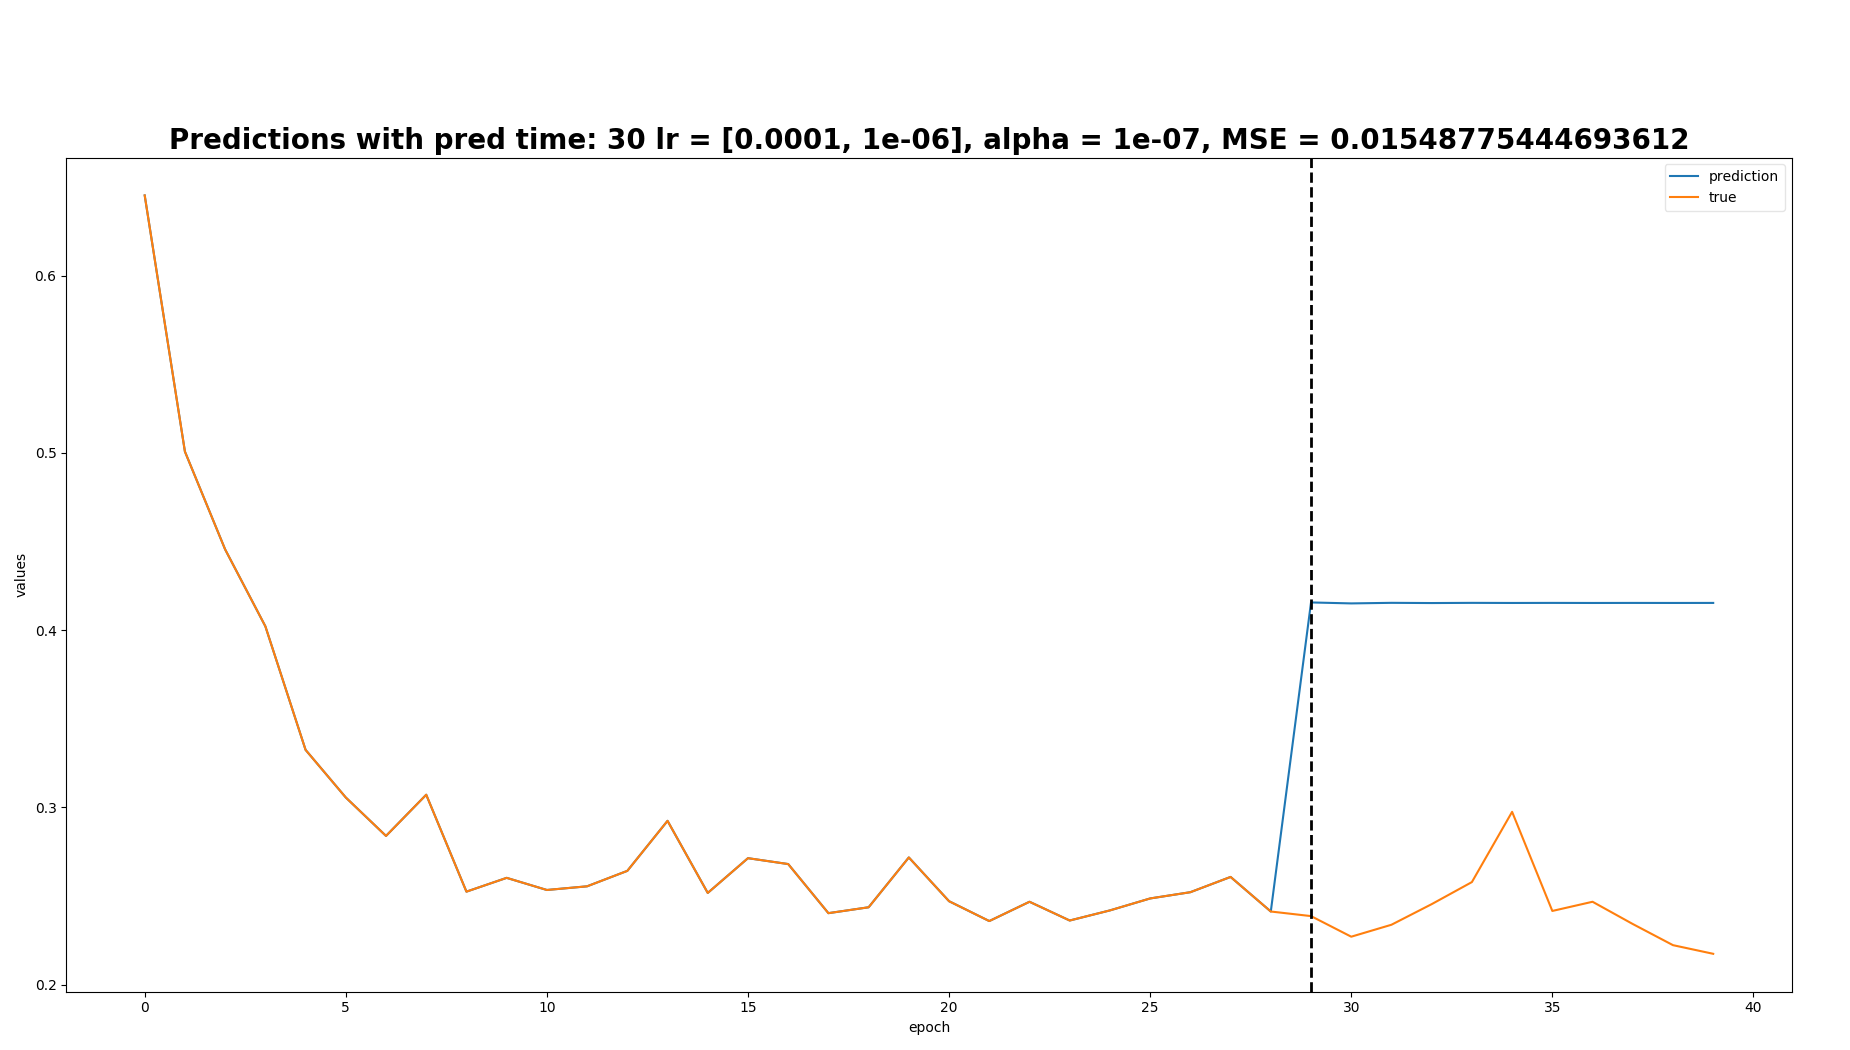 Predictions with pred time: 30 lr = [0.0001, 1e-06], alpha = 1e-07, MSE = 0.01548775444693612
prediction
true
0.6
0.5
0.4
0.3
0.2
values
0 5 10 15 20 25 30 35 40
epoch